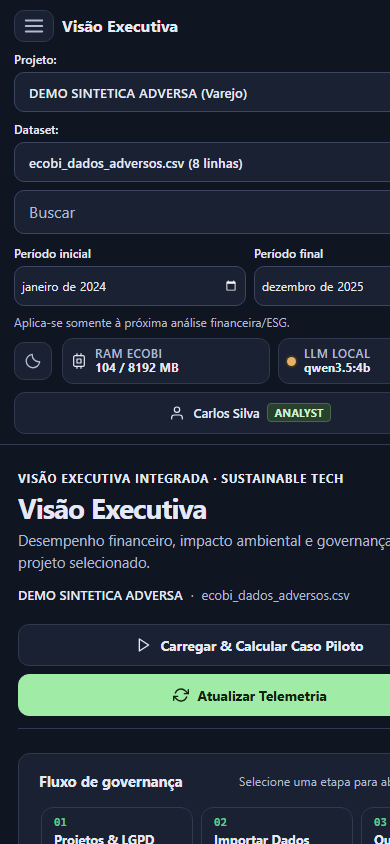 Visão Executiva
Projeto:
DEMO SINTETICA ADVERSA (Varejo)
Dataset:
ecobi_dados_adversos.csv (8 linhas)
Buscar
Período inicial
Período final
janeiro de 2024
dezembro de 2025
Aplica-se somente à próxima análise financeira/ESG.
RAM ECOBI
104 / 8192 MB
LLM LOCAL
qwen3.5:4b
Carlos Silva ANALYST
VISÃO EXECUTIVA INTEGRADA · SUSTAINABLE TECH
Visão Executiva
Desempenho financeiro, impacto ambiental e governança
projeto selecionado.
DEMO SINTETICA ADVERSA · ecobi_dados_adversos.csv
Carregar & Calcular Caso Piloto
Atualizar Telemetria
Fluxo de governança
Selecione uma etapa para
01
02
03
Projetos & LGPD
Importar Dados